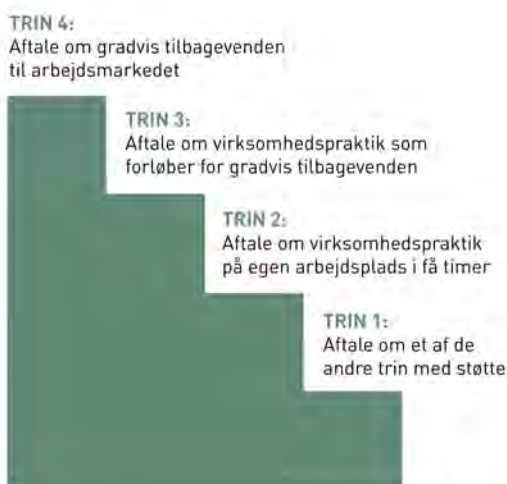 TRIN 4:
Aftale om gradvis tilbagevenden
til arbejdsmarkedet
TRIN 3:
Aftale om virksomhedspraktik som
forløber for gradvis tilbagevenden
TRIN 2:
Aftale om virksomhedspraktik
på egen arbejdsplads i få timer
TRIN 1:
Aftale om et af de
andre trin med støtte